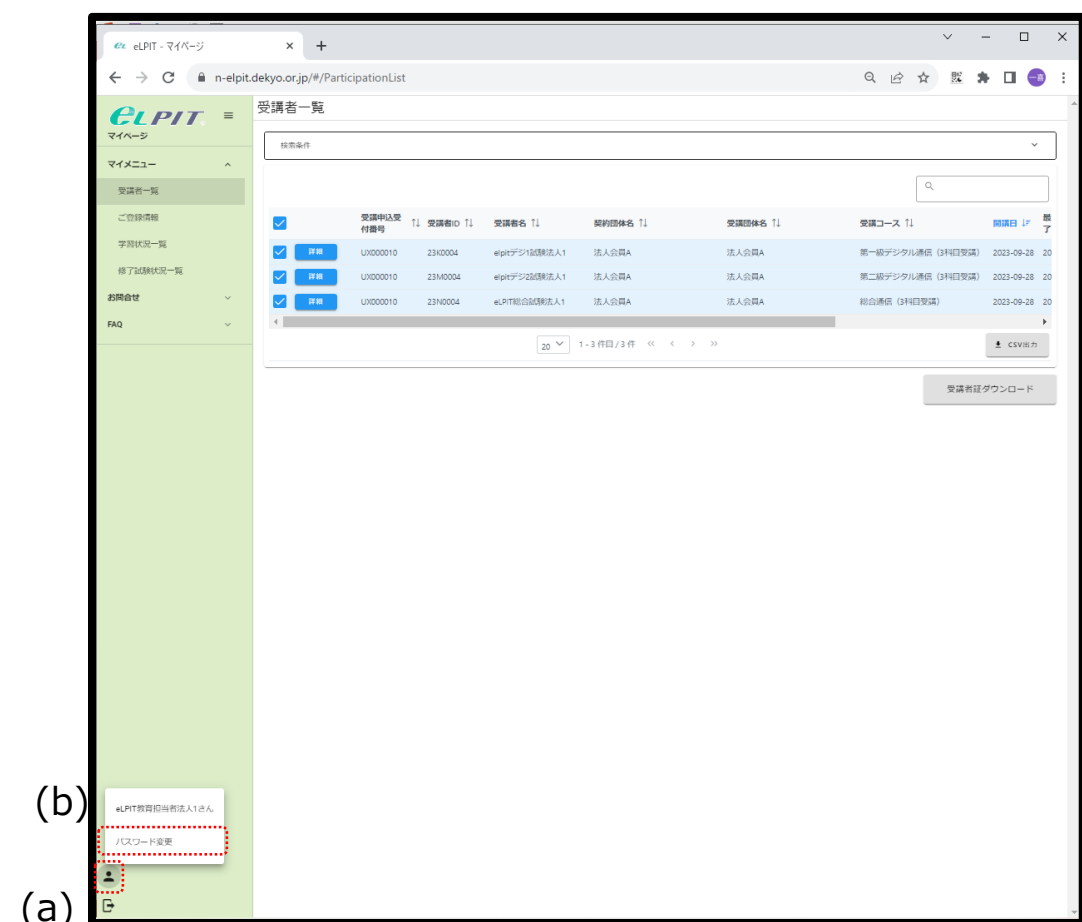 eLPIT - マイページ
n-elpit.dekyo.or.jp/#/ParticipationList
一喜
eLPIT
マイページ
受講者一覧
検索条件
マイメニュー
受講者一覧
ご登録情報
学習状況一覧
修了試験状況一覧
お問合せ
FAQ
受講申込受付番号 受講者ID 受講者名 契約団体名 受講団体名 受講コース 開講日 最了
詳細 UX000010 23K0004 elpitデジ1試験法人1 法人会員A 法人会員A 第一級デジタル通信（3科目受講） 2023-09-28 20
詳細 UX000010 23M0004 elpitデジ2試験法人1 法人会員A 法人会員A 第二級デジタル通信（3科目受講） 2023-09-28 20
詳細 UX000010 23N0004 eLPIT総合試験法人1 法人会員A 法人会員A 総合通信（3科目受講） 2023-09-28 20
20 1 - 3 件目 / 3 件
CSV出力
受講者証ダウンロード
(b)
eLPIT教育担当者法人1さん
パスワード変更
(a)